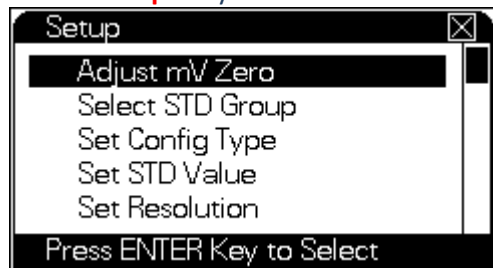 Setup
Adjust mV Zero
Select STD Group
Set Config Type
Set STD Value
Set Resolution
Press ENTER Key to Select